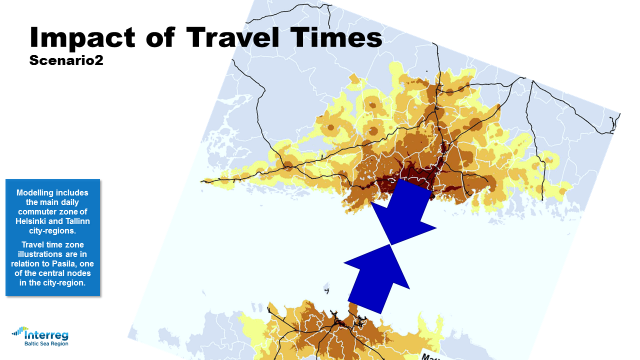 Impact of Travel Times
Scenario2
Modelling includes
the main daily
commuter zone of
Helsinki and Tallinn
city-regions.
Travel time zone
illustrations are in
relation to Pasila, one
of the central nodes
in the city-region.
Interreg
Baltic Sea Region